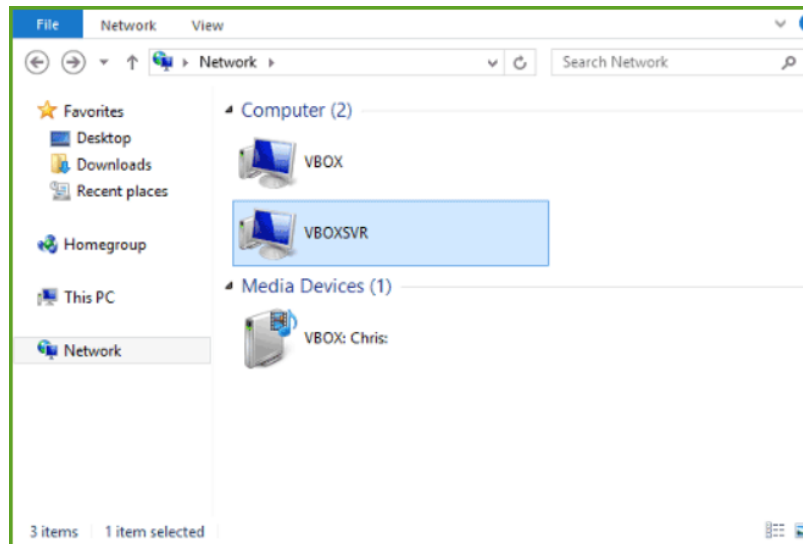 File Network View
Network
Search Network
Favorites
Desktop
Downloads
Recent places
Homegroup
This PC
Network
Computer (2)
VBOX
VBOXSVR
Media Devices (1)
VBOX: Chris:
3 items 1 item selected